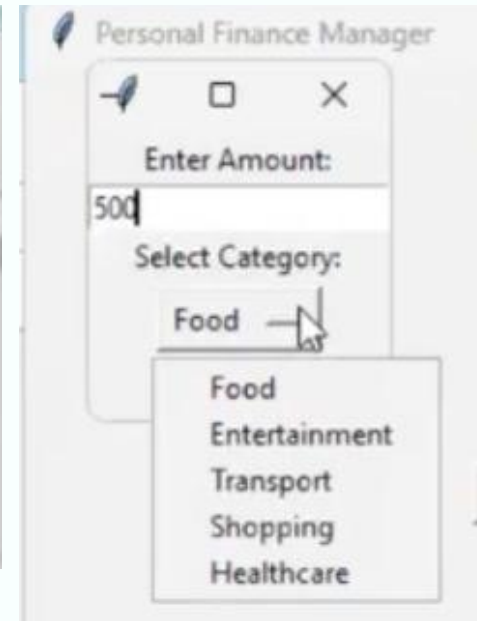 Personal Finance Manager
Enter Amount:
500
Select Category:
Food
Food
Entertainment
Transport
Shopping
Healthcare